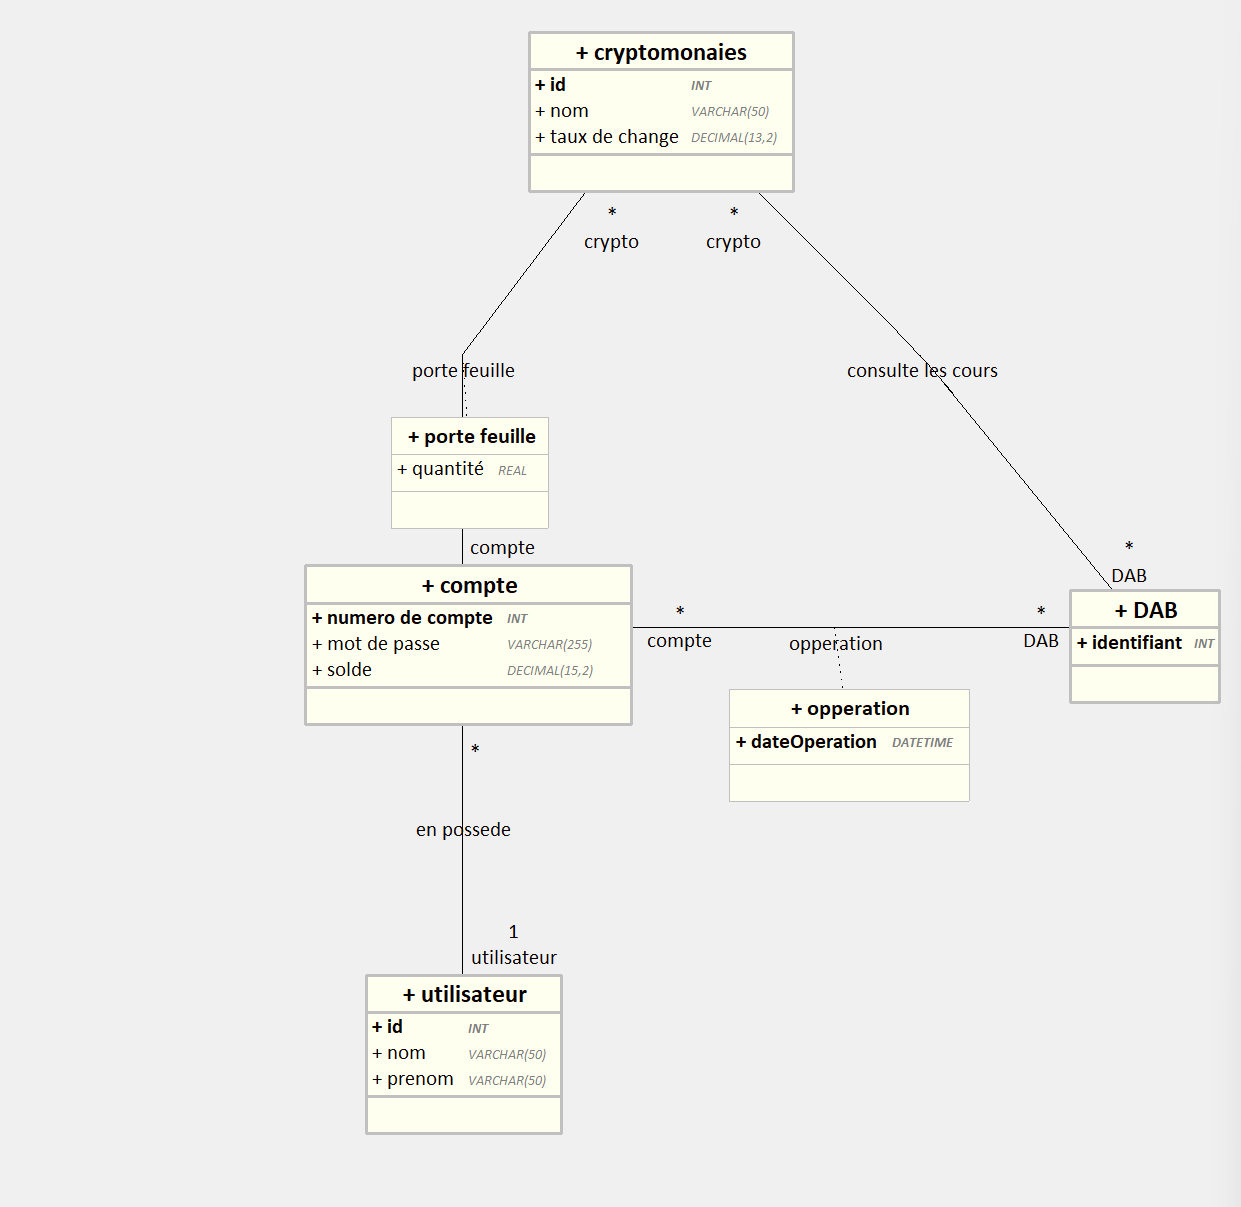 + cryptomonaies
+ id INT
+ nom VARCHAR(50)
+ taux de change DECIMAL(13,2)
* *
crypto crypto
porte feuille consulte les cours
+ porte feuille
+ quantité REAL
compte
*
DAB
+ compte
+ numero de compte INT
+ mot de passe VARCHAR(255)
+ solde DECIMAL(15,2)
* *
compte opperation DAB
+ DAB
+ identifiant INT
+ opperation
+ dateOperation DATETIME
*
en possede
1
utilisateur
+ utilisateur
+ id INT
+ nom VARCHAR(50)
+ prenom VARCHAR(50)